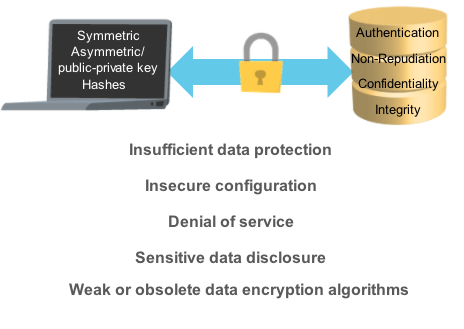 Symmetric
Asymmetric/
public-private key
Hashes
Authentication
Non-Repudiation
Confidentiality
Integrity
Insufficient data protection
Insecure configuration
Denial of service
Sensitive data disclosure
Weak or obsolete data encryption algorithms